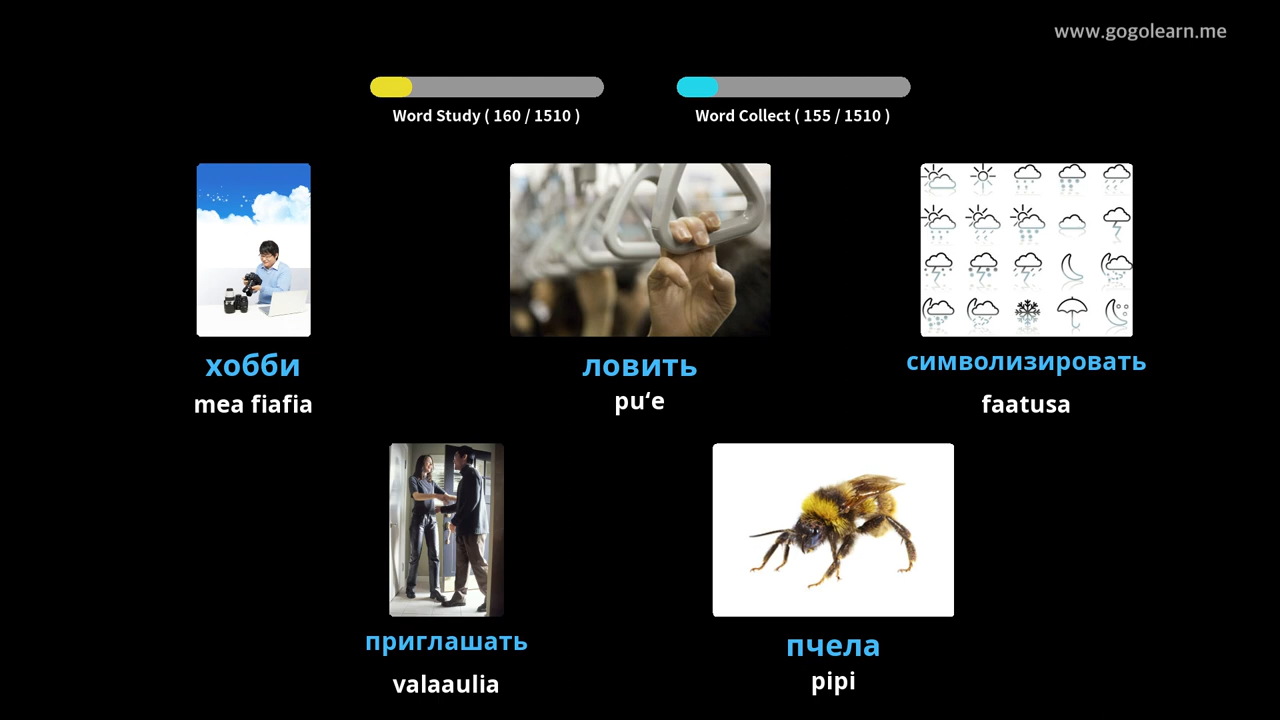 www.gogolearn.me
Word Study ( 160 / 1510 )
Word Collect ( 155 / 1510 )
хобби
mea fiafia
ловить
puʻe
символизировать
faatusa
приглашать
valaaulia
пчела
pipi